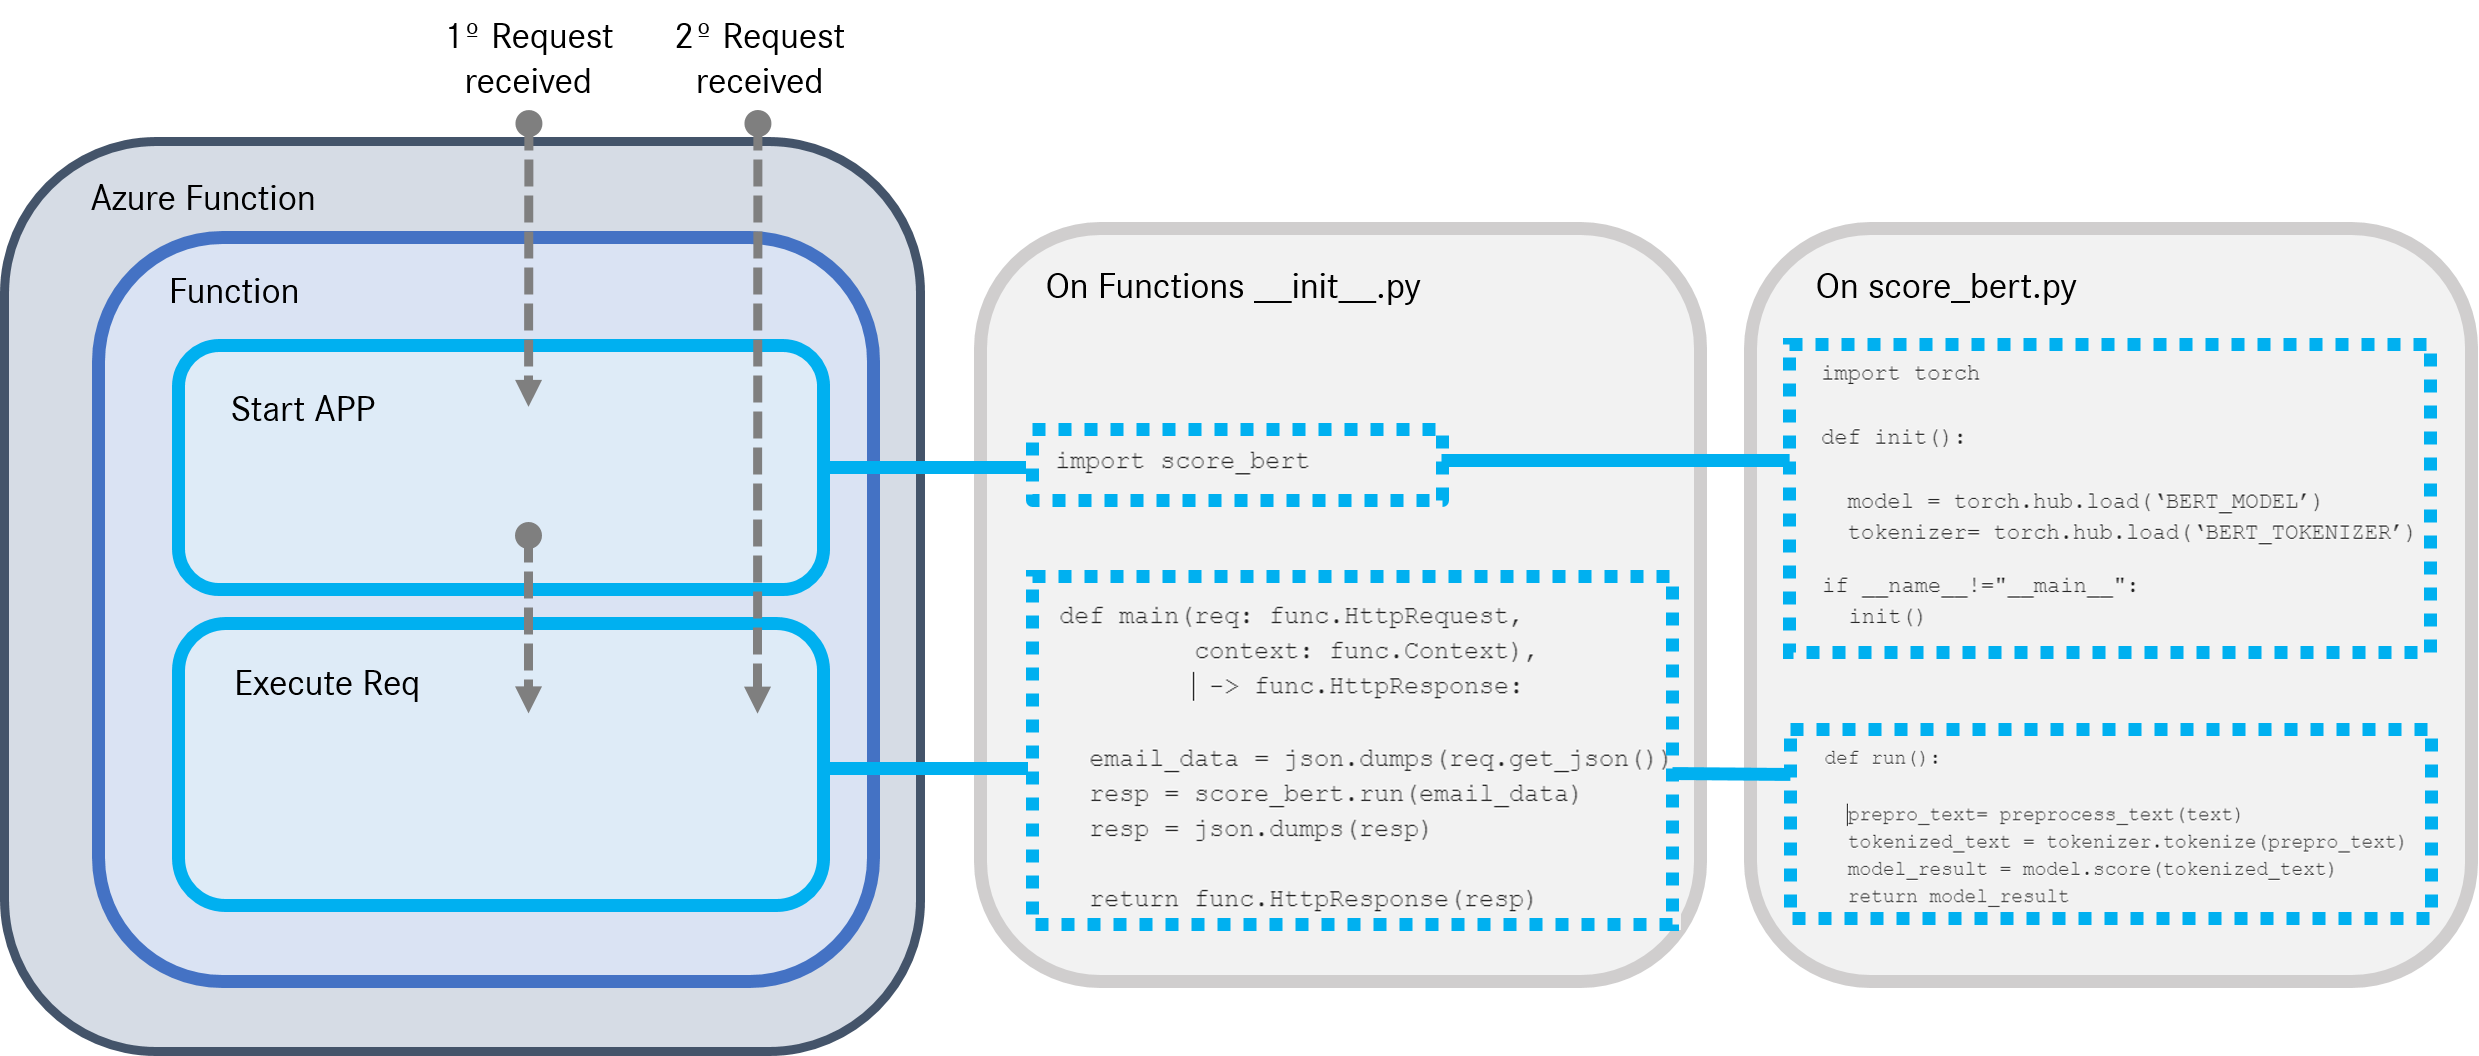 1º Request
received
2º Request
received
Azure Function
Function
Start APP
Execute Req
On Functions __init__.py
import score_bert
def main(req: func.HttpRequest,
context: func.Context),
| -> func.HttpResponse:
email_data = json.dumps(req.get_json())
resp = score_bert.run(email_data)
resp = json.dumps(resp)
return func.HttpResponse(resp)
On score_bert.py
import torch
def init():
model = torch.hub.load(‘BERT_MODEL’)
tokenizer= torch.hub.load(‘BERT_TOKENIZER’)
if __name__!="__main__":
init()
def run():
prepro_text= preprocess_text(text)
tokenized_text = tokenizer.tokenize(prepro_text)
model_result = model.score(tokenized_text)
return model_result